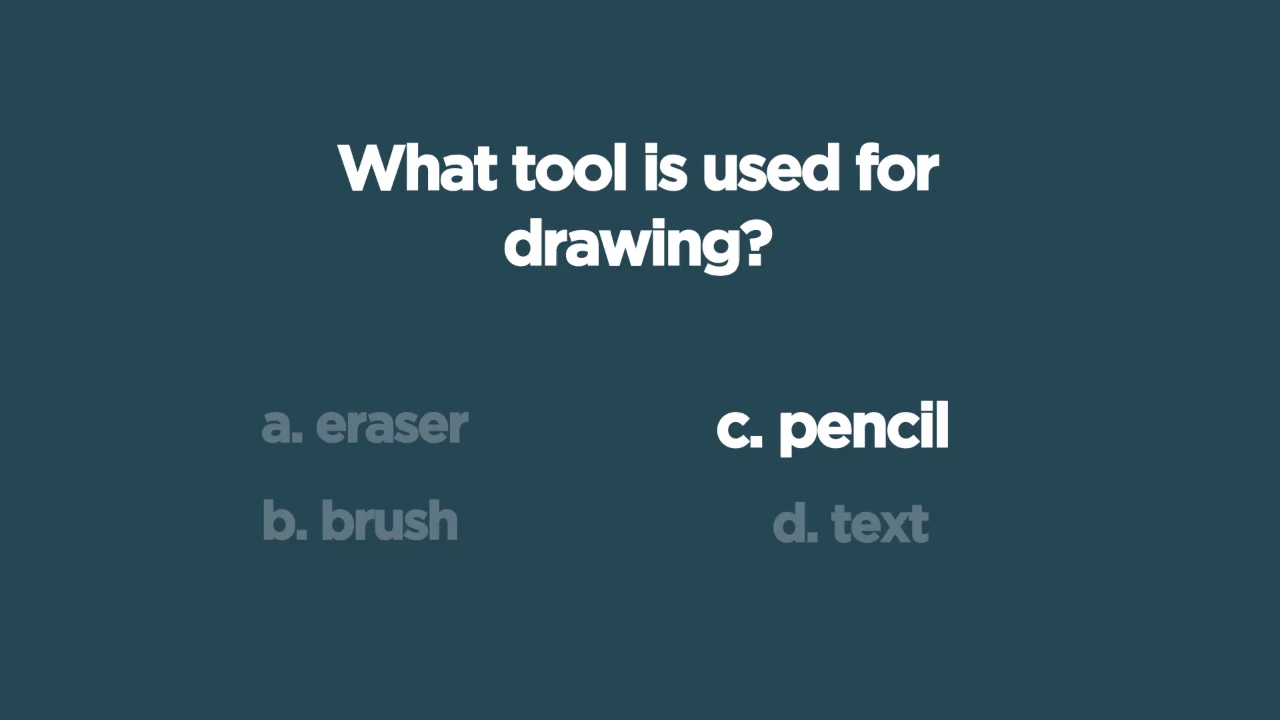 What tool is used for
drawing?
a. eraser
b. brush
c. pencil
d. text